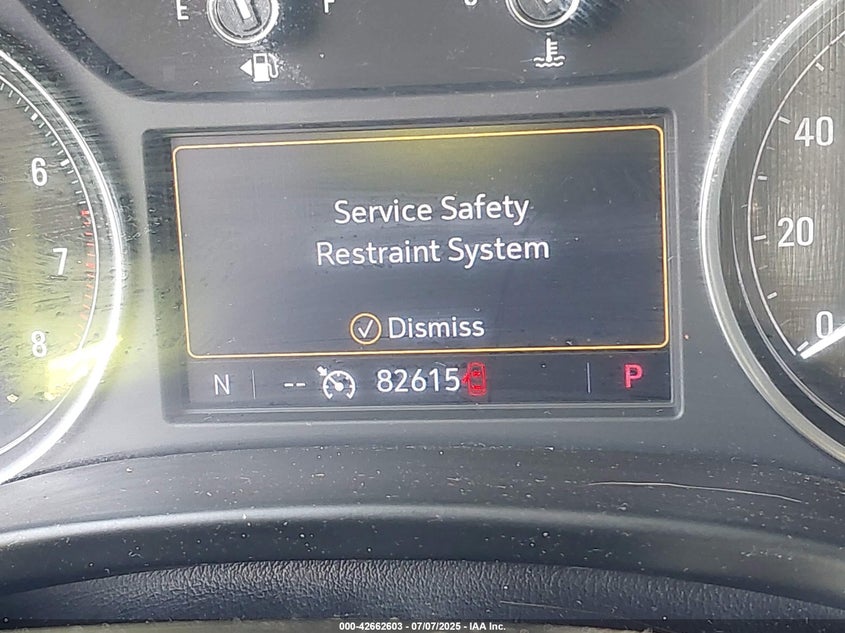 E F
6
7
8
40
20
0
Service Safety
Restraint System
Dismiss
N -- 82615 P
000-42662603 - 07/07/2025 - IAA Inc.